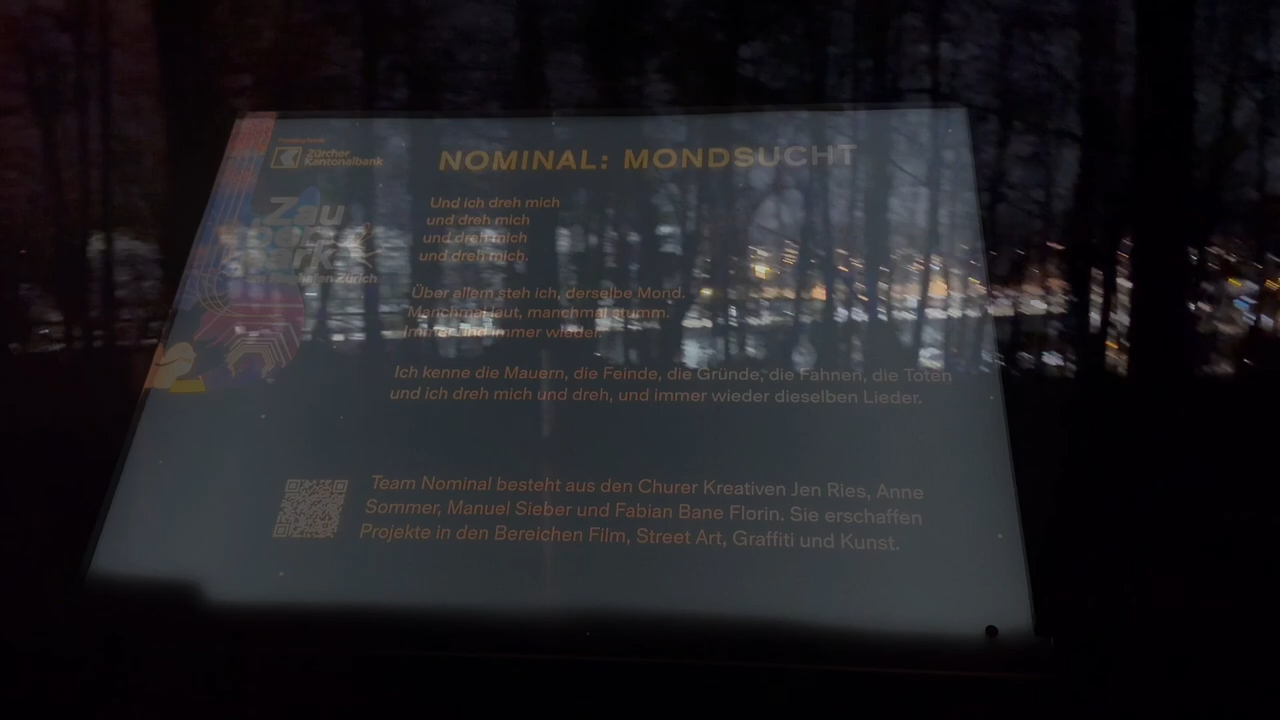 Zürcher
Kantonalbank
NOMINAL: MONDSUCHT
Und ich dreh mich
und dreh mich
und dreh mich
und dreh mich.
Zau
ber
park
Zürich
Über allem steh ich, derselbe Mond.
Manchmal laut, manchmal stumm.
Immer und immer wieder.
Ich kenne die Mauern, die Feinde, die Gründe, die Fahnen, die Toten
und ich dreh mich und dreh, und immer wieder dieselben Lieder.
Team Nominal besteht aus den Churer Kreativen Jen Ries, Anne
Sommer, Manuel Sieber und Fabian Bane Florin. Sie erschaffen
Projekte in den Bereichen Film, Street Art, Graffiti und Kunst.